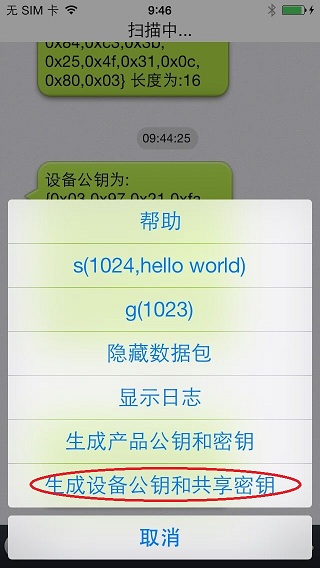 无 SIM 卡 9:46
扫描中...
0x84,0xc3,0x3b,
0x25,0x4f,0x31,0x0c,
0x80,0x03} 长度为:16
09:44:25
设备公钥为:
{0x03,0x97,0x21,0xfa,
帮助
s(1024,hello world)
g(1023)
隐藏数据包
显示日志
生成产品公钥和密钥
生成设备公钥和共享密钥
取消